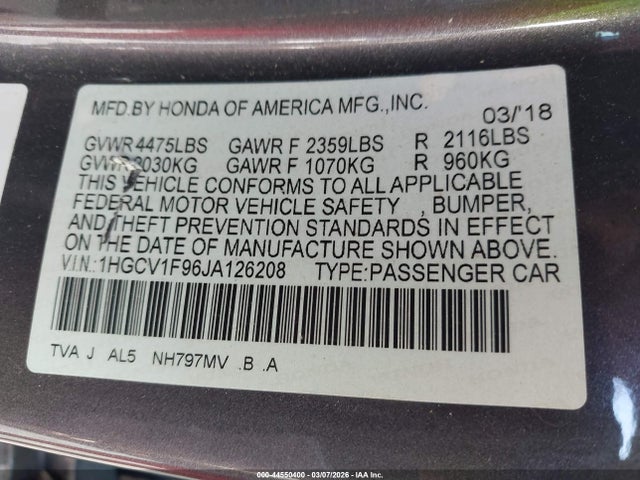 MFD.BY HONDA OF AMERICA MFG.,INC. 03/'18
GVWR 4475LBS GAWR F 2359LBS R 2116LBS
GVWR 2030KG GAWR F 1070KG R 960KG
THIS VEHICLE CONFORMS TO ALL APPLICABLE
FEDERAL MOTOR VEHICLE SAFETY , BUMPER,
AND THEFT PREVENTION STANDARDS IN EFFECT
ON THE DATE OF MANUFACTURE SHOWN ABOVE.
V.I.N.:1HGCV1F96JA126208 TYPE:PASSENGER CAR
TVA J AL5 NH797MV .B .A
000-44550400 - 03/07/2026 - IAA Inc.